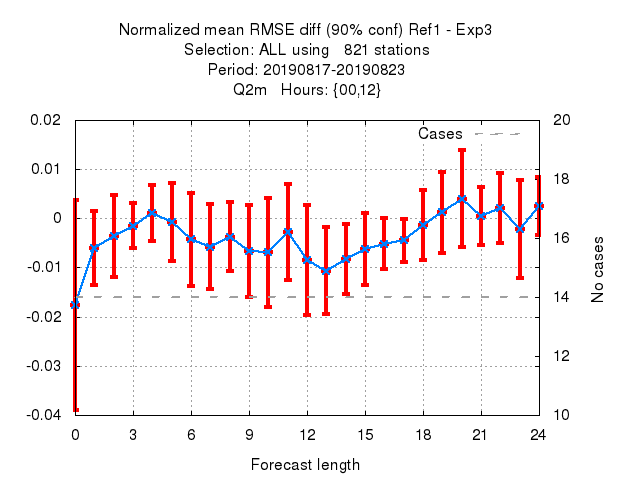 Normalized mean RMSE diff (90% conf) Ref1 - Exp3
Selection: ALL using   821 stations
Period: 20190817-20190823
Q2m   Hours: {00,12}
Cases
0.02
0.01
0
-0.01
-0.02
-0.03
-0.04
20
18
16
14
12
10
No cases
0 3 6 9 12 15 18 21 24
Forecast length